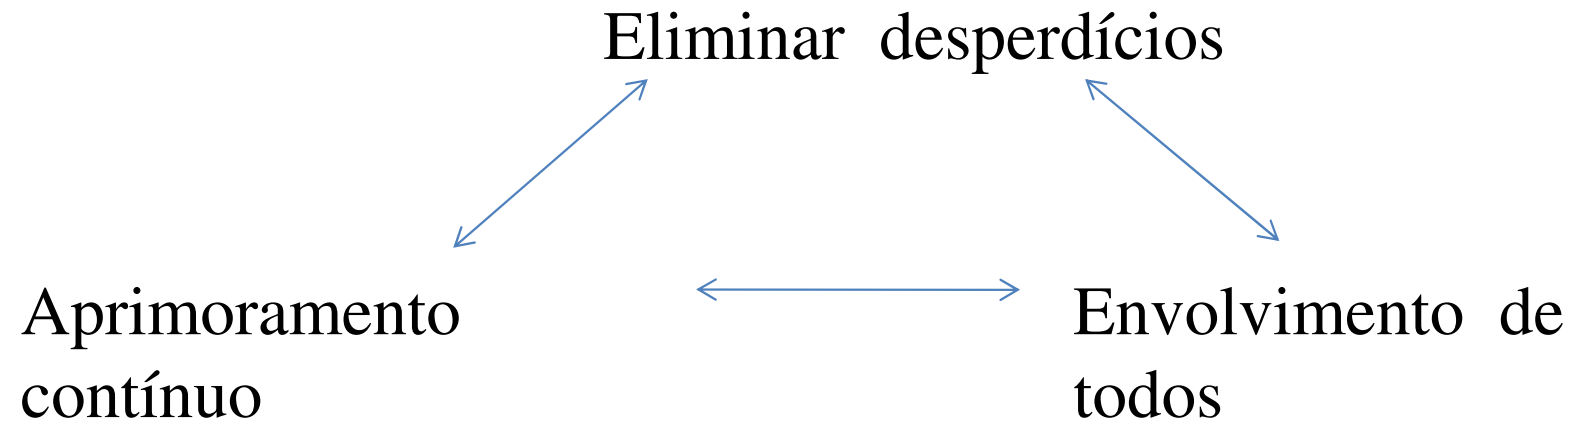 Eliminar desperdícios
Aprimoramento
contínuo
Envolvimento de
todos